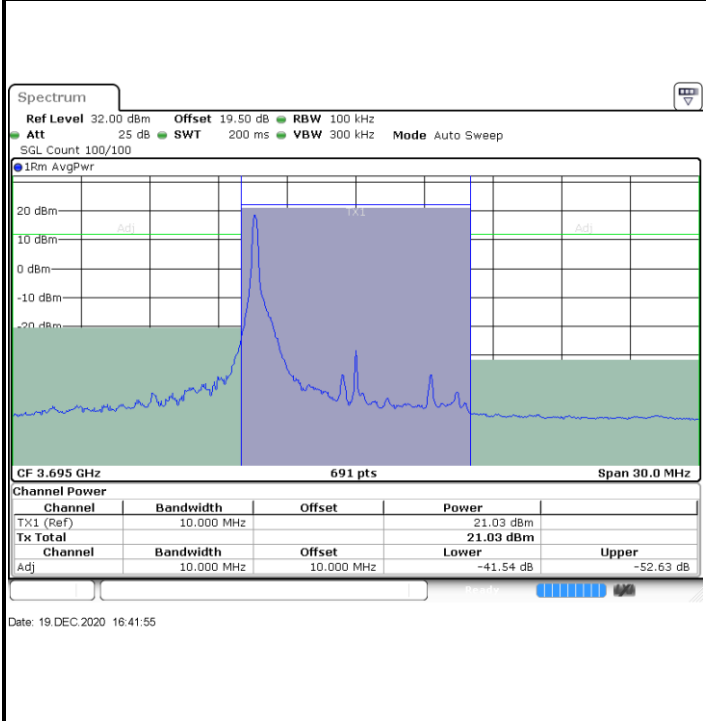 Spectrum
Ref Level 32.00 dBm Offset 19.50 dB RBW 100 kHz
Att 25 dB SWT 200 ms VBW 300 kHz Mode Auto Sweep
SGL Count 100/100
1Rm AvgPwr
20 dBm
TX1
Adj
Adj
10 dBm
0 dBm
-10 dBm
-20 dBm
CF 3.695 GHz 691 pts Span 30.0 MHz
Channel Power
Channel Bandwidth Offset Power
TX1 (Ref) 10.000 MHz 21.03 dBm
Tx Total 21.03 dBm
Channel Bandwidth Offset Lower Upper
Adj 10.000 MHz 10.000 MHz -41.54 dB -52.63 dB
Ready
Date: 19.DEC.2020 16:41:55